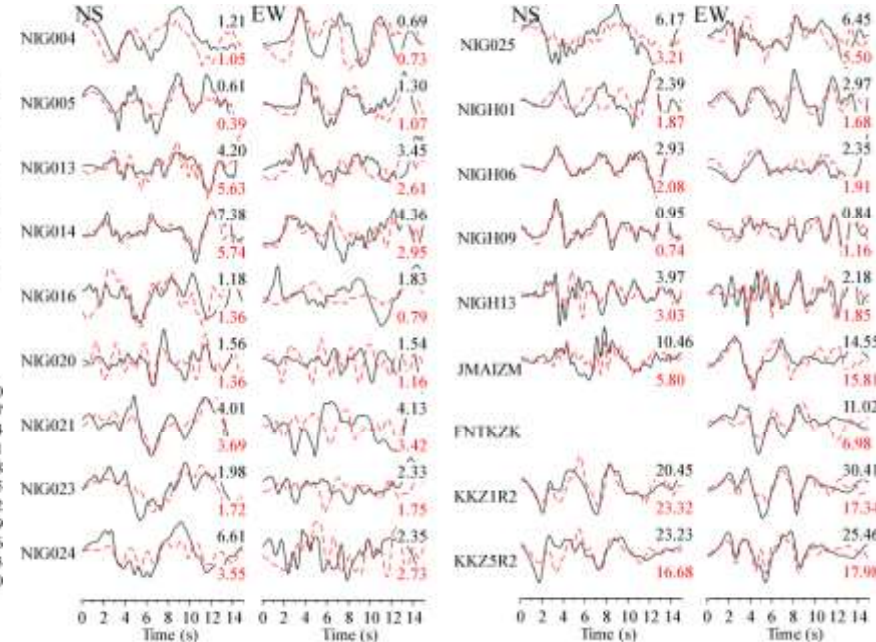 NS EW
NIG004 1.21 1.05 0.69 0.73
NIG005 0.61 0.39 1.30 1.07
NIG013 4.20 5.63 3.45 2.61
NIG014 7.38 5.74 4.36 2.95
NIG016 1.18 1.36 1.83 0.79
NIG020 1.56 1.36 1.54 1.16
NIG021 4.01 3.69 4.13 3.42
NIG023 1.98 1.72 2.33 1.75
NIG024 6.61 3.55 2.35 2.73
0 2 4 6 8 10 12 14 0 2 4 6 8 10 12 14
Time (s) Time (s)
NS EW
NIG025 6.17 3.21 6.45 5.50
NIGH01 2.39 1.87 2.97 1.68
NIGH06 2.93 2.08 2.35 1.91
NIGH09 0.95 0.74 0.84 1.16
NIGH13 3.97 3.03 2.18 1.85
JMAIZM 10.46 5.80 14.55 15.81
FNTKZK 11.02 6.98
KKZ1R2 20.45 23.32 30.41 17.34
KKZ5R2 23.23 16.68 25.46 17.98
0 2 4 6 8 10 12 14 0 2 4 6 8 10 12 14
Time (s) Time (s)